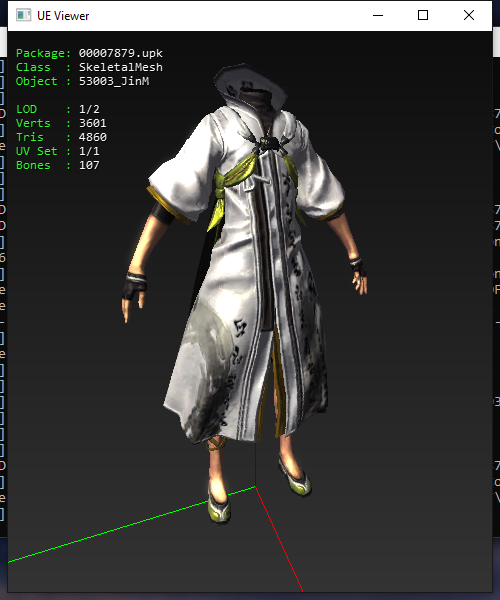 UE Viewer
Package: 00007879.upk
Class : SkeletalMesh
Object : 53003_JinM
LOD : 1/2
Verts : 3601
Tris : 4860
UV Set : 1/1
Bones : 107